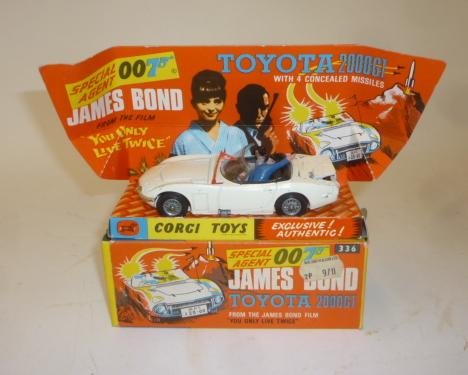 SPECIAL AGENT 007
JAMES BOND
FROM THE FILM
"YOU ONLY
LIVE TWICE"
TOYOTA 2000GT
WITH 4 CONCEALED MISSILES
CORGI TOYS
EXCLUSIVE!
AUTHENTIC!
SPECIAL
AGENT
007
336
JAMES BOND
TOYOTA 2000GT
FROM THE JAMES BOND FILM
"YOU ONLY LIVE TWICE"
9/11